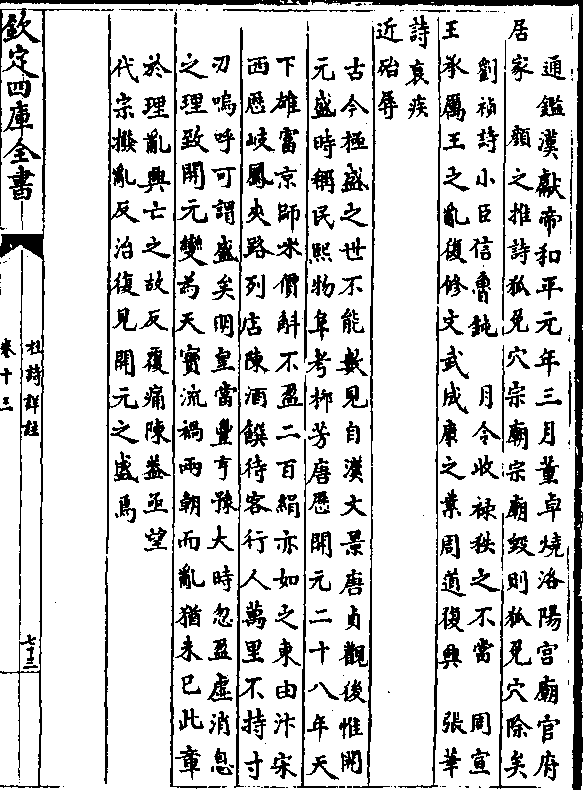 通鑑漢獻帝和平元年三月董卓燒洛陽宫廟官府
居家　顔之推詩狐兎穴宗廟宗廟毁則狐兎穴除矣
劉禎詩小臣信魯鈍　月令收禄秩之不當　周宣
王承厲王之亂復修文武成康之業周道復興　張華
詩衰疾
近殆辱
古今極盛之世不能數見自漢文景唐貞觀後惟開
元盛時稱民熙物阜考柳芳唐歴開元二十八年天
下雄富京師米價斛不盈二百絹亦如之東由汴宋
西歴岐鳳夾路列店陳酒饌待客行人萬里不持寸
刃嗚呼可謂盛矣明皇當豐亨豫大時忽盈虚消息
之理致開元變為天寶流禍兩朝而亂猶未已此章
於理亂興亡之故反覆痛陳葢亟望
代宗撥亂反治復見開元之盛焉
欽定四庫全書
杜詩詳註
卷十三
七十三